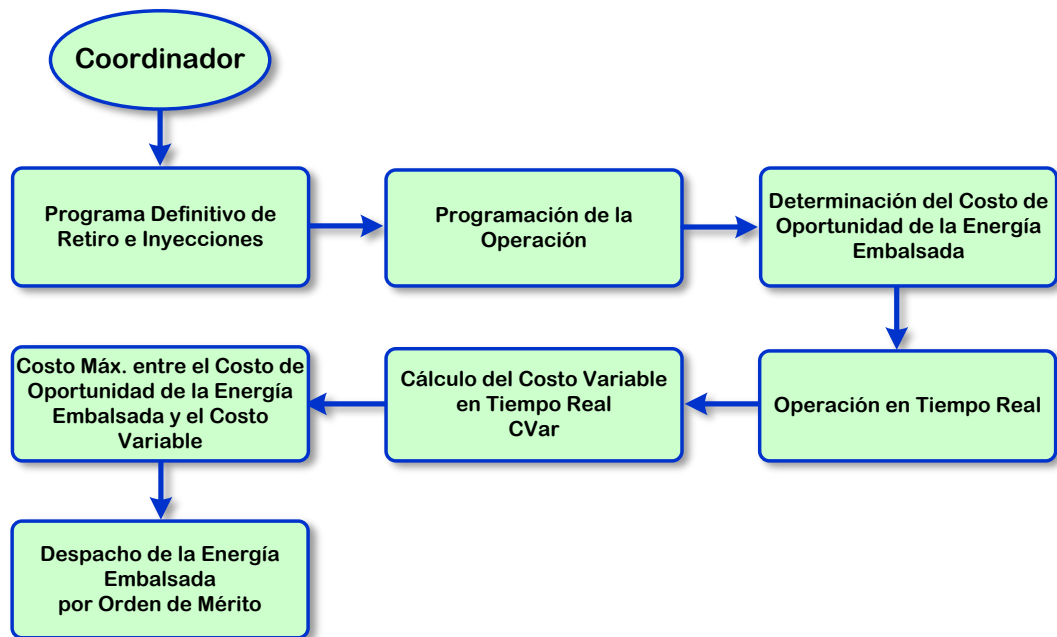 Coordinador
Programa Definitivo de
Retiro e Inyecciones
Programación de la
Operación
Determinación del Costo de
Oportunidad de la Energía
Embalsada
Operación en Tiempo Real
Cálculo del Costo Variable
en Tiempo Real
CVar
Costo Máx. entre el Costo de
Oportunidad de la Energía
Embalsada y el Costo
Variable
Despacho de la Energía
Embalsada
por Orden de Mérito